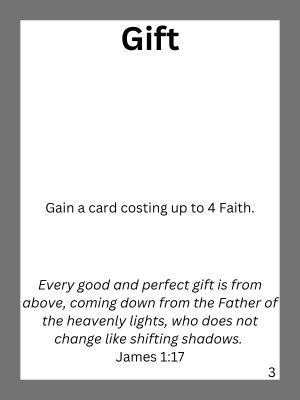 Gift
Gain a card costing up to 4 Faith.
Every good and perfect gift is from
above, coming down from the Father of
the heavenly lights, who does not
change like shifting shadows.
James 1:17
3